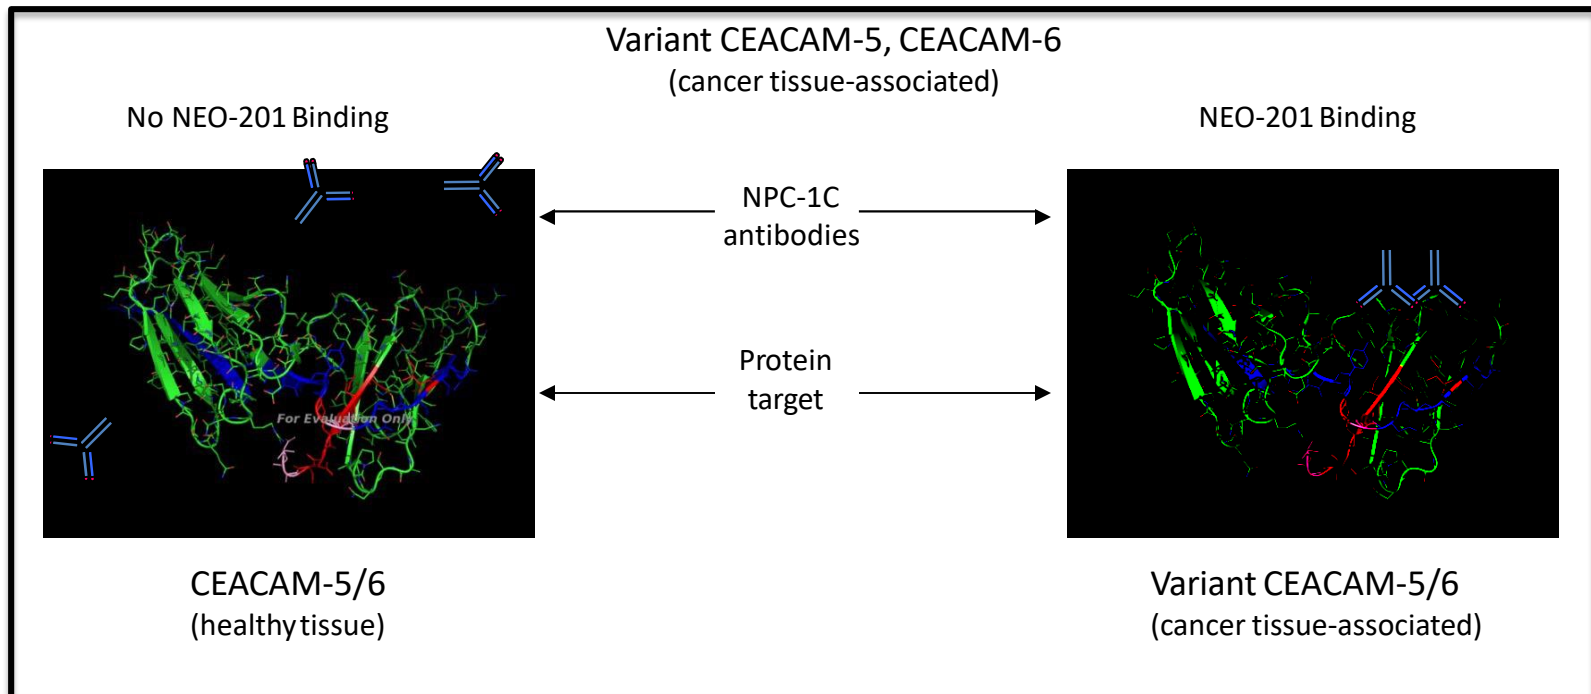 Variant CEACAM-5, CEACAM-6
(cancer tissue-associated)
No NEO-201 Binding
NEO-201 Binding
NPC-1C
antibodies
Protein
target
For Evaluation Only
CEACAM-5/6
(healthy tissue)
Variant CEACAM-5/6
(cancer tissue-associated)